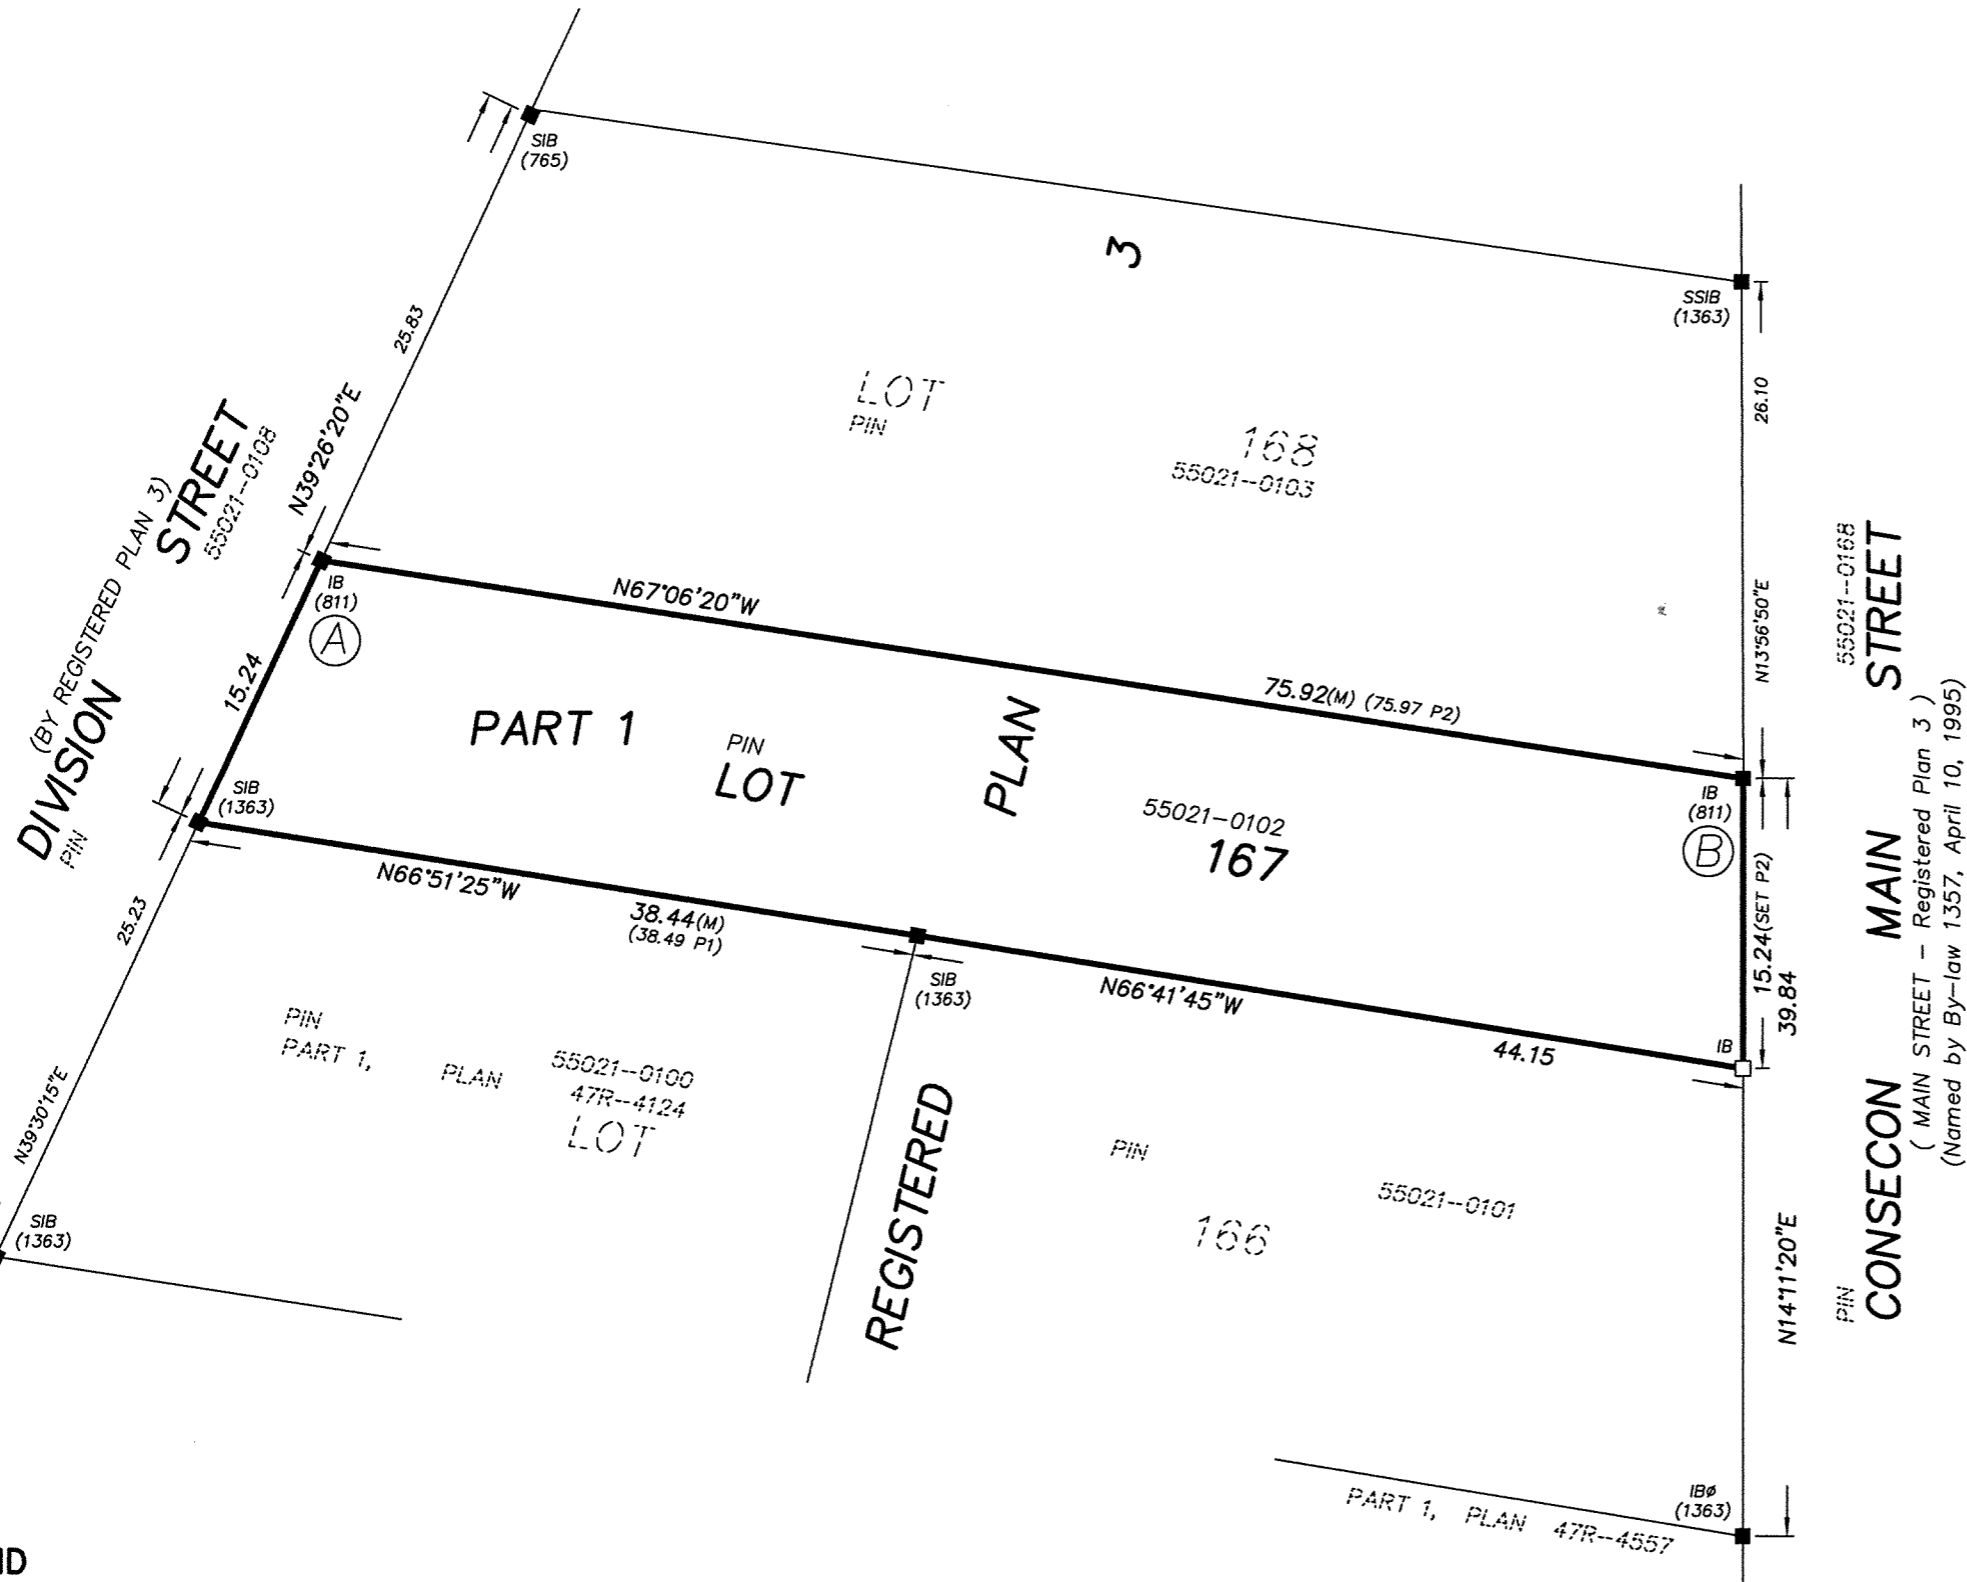 SIB
(765)
3
SSIB
(1363)
25.83
26.10
LOT
PIN
168
55021-0103
N39°26'20"E
STREET
55021-0108
(BY REGISTERED PLAN 3)
DIVISION
PIN
IB
(811)
A
N67°06'20"W
75.92(M) (75.97 P2)
N13°56'50"E
55021-0168
STREET
15.24
PART 1
PIN
LOT
PLAN
55021-0102
167
SIB
(1363)
IB
(811)
B
15.24(SET P2)
39.84
MAIN
( MAIN STREET - Registered Plan 3 )
(Named by By-law 1357, April 10, 1995)
25.23
N66°51'25"W
38.44(M)
(38.49 P1)
SIB
(1363)
N66°41'45"W
44.15
IB
PIN
PART 1, PLAN
55021-0100
47R-4124
LOT
REGISTERED
PIN
55021-0101
166
N39°30'15"E
SIB
(1363)
N14°11'20"E
PIN
CONSECON
IBø
(1363)
PART 1, PLAN 47R-4557